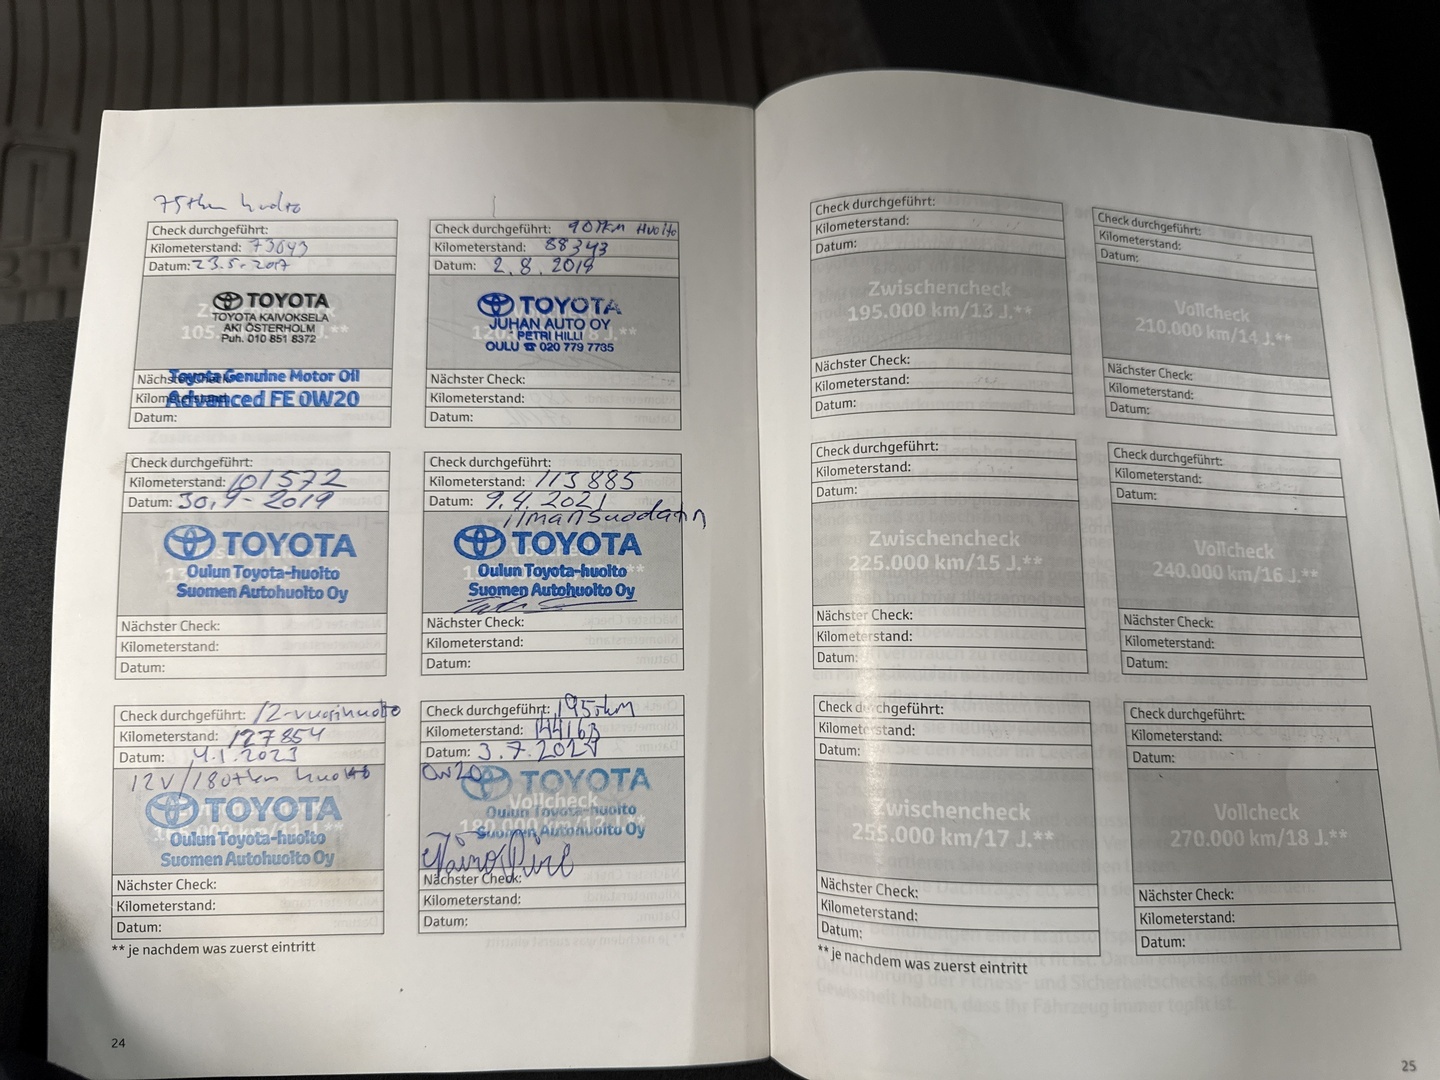 75tkm huolto
Check durchgeführt:
Kilometerstand: 73643
Datum: 23.5.2017
TOYOTA
TOYOTA KAIVOKSELA
AKI ÖSTERHOLM
Puh. 010 851 8372
Nächster Check:
Toyota Genuine Motor Oil
Kilometerstand:
Advanced FE 0W20
Datum:
Check durchgeführt: 90tkm Huolto
Kilometerstand: 88343
Datum: 2.8.2018
TOYOTA
JUHAN AUTO OY
PETRI HILLI
OULU ☎ 020 779 7735
Nächster Check:
Kilometerstand:
Datum:
Check durchgeführt:
Kilometerstand: 101572
Datum: 30.9-2019
TOYOTA
Oulun Toyota-huolto
Suomen Autohuolto Oy
Nächster Check:
Kilometerstand:
Datum:
Check durchgeführt:
Kilometerstand: 113885
Datum: 9.4.2021
ilmansuodatin
TOYOTA
Oulun Toyota-huolto
Suomen Autohuolto Oy
Nächster Check:
Kilometerstand:
Datum:
Check durchgeführt: 12-vuosihuolto
Kilometerstand: 127854
Datum: 4.1.2023
12V/180tkm huolto
TOYOTA
Oulun Toyota-huolto
Suomen Autohuolto Oy
Nächster Check:
Kilometerstand:
Datum:
Check durchgeführt: 195tkm
Kilometerstand: 144163
Datum: 3.7.2024
0W20
TOYOTA
Vollcheck
Oulun Toyota-huolto
180.000 km/12 J.**
Suomen Autohuolto Oy
Nächster Check:
Kilometerstand:
Datum:
** je nachdem was zuerst eintritt
24
Check durchgeführt:
Kilometerstand:
Datum:
Zwischencheck
195.000 km/13 J.**
Nächster Check:
Kilometerstand:
Datum:
Check durchgeführt:
Kilometerstand:
Datum:
Vollcheck
210.000 km/14 J.**
Nächster Check:
Kilometerstand:
Datum:
Check durchgeführt:
Kilometerstand:
Datum:
Zwischencheck
225.000 km/15 J.**
Nächster Check:
Kilometerstand:
Datum:
Check durchgeführt:
Kilometerstand:
Datum:
Vollcheck
240.000 km/16 J.**
Nächster Check:
Kilometerstand:
Datum:
Check durchgeführt:
Kilometerstand:
Datum:
Zwischencheck
255.000 km/17 J.**
Nächster Check:
Kilometerstand:
Datum:
Check durchgeführt:
Kilometerstand:
Datum:
Vollcheck
270.000 km/18 J.**
Nächster Check:
Kilometerstand:
Datum:
** je nachdem was zuerst eintritt
25